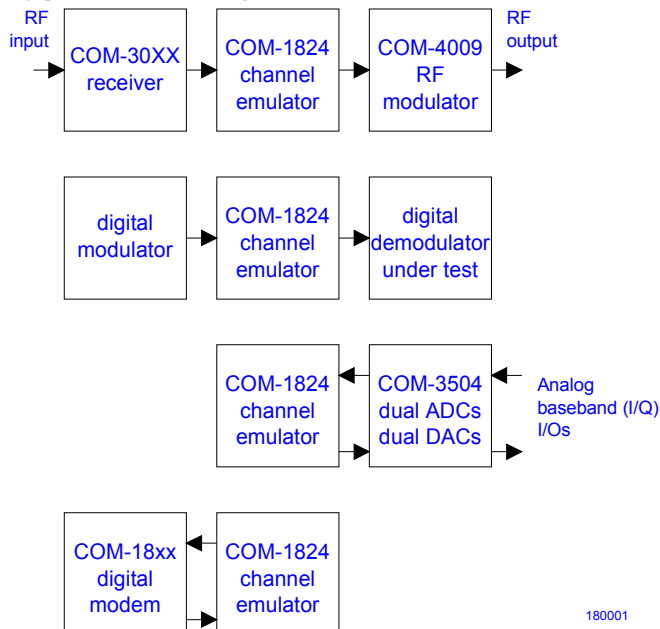 RF
input
COM-30XX
receiver
COM-1824
channel
emulator
COM-4009
RF
modulator
RF
output
digital
modulator
COM-1824
channel
emulator
digital
demodulator
under test
COM-1824
channel
emulator
COM-3504
dual ADCs
dual DACs
Analog
baseband (I/Q)
I/Os
COM-18xx
digital
modem
COM-1824
channel
emulator
180001